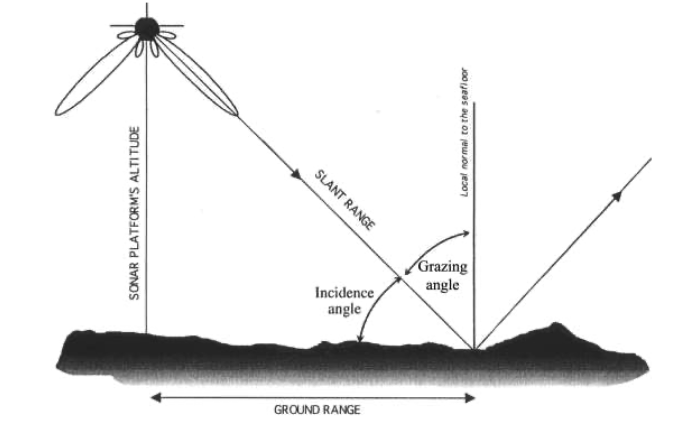 SONAR PLATFORM'S ALTITUDE
SLANT RANGE
Local normal to the seafloor
Grazing
angle
Incidence
angle
GROUND RANGE